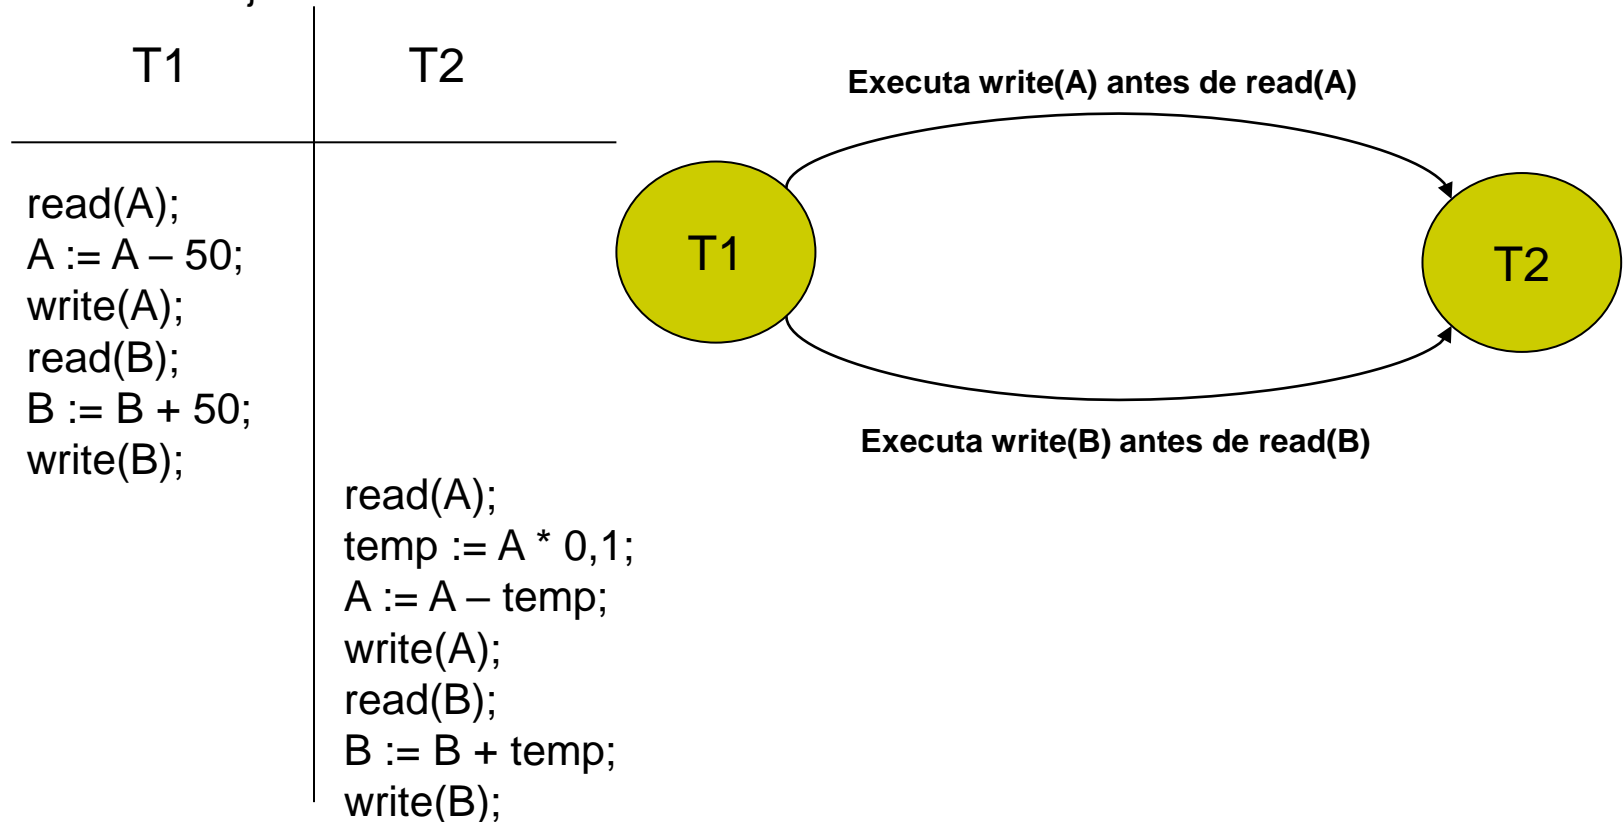 T1
T2
read(A);
A := A – 50;
write(A);
read(B);
B := B + 50;
write(B);
read(A);
temp := A * 0,1;
A := A – temp;
write(A);
read(B);
B := B + temp;
write(B);
Executa write(A) antes de read(A)
T1
T2
Executa write(B) antes de read(B)